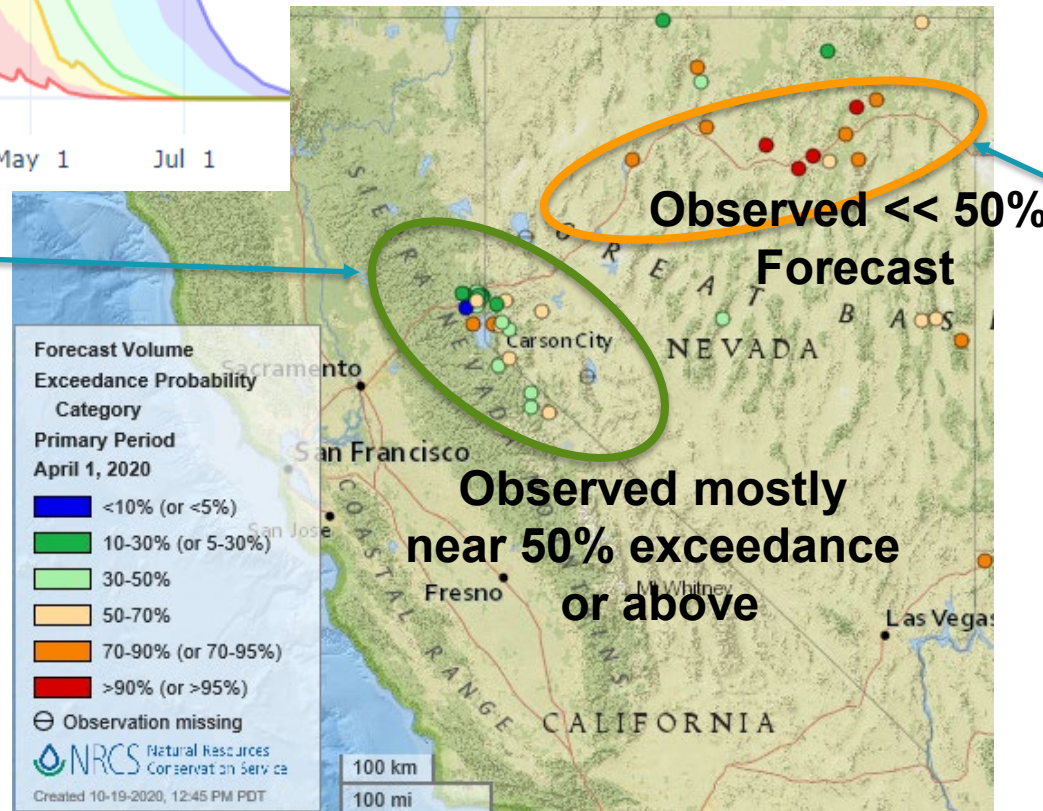 May 1 Jul 1
SIERRA NEVADA
GREAT BASI
Observed << 50%
Forecast
Carson City
NEVADA
Sacramento
San Francisco
San Jose
COASTAL RANGE
Observed mostly
near 50% exceedance
or above
Fresno
Mt Whitney
Las Vegas
CALIFORNIA
Forecast Volume
Exceedance Probability
Category
Primary Period
April 1, 2020
<10% (or <5%)
10-30% (or 5-30%)
30-50%
50-70%
70-90% (or 70-95%)
>90% (or >95%)
Observation missing
NRCS Natural Resources
Conservation Service
Created 10-19-2020, 12:45 PM PDT
100 km
100 mi